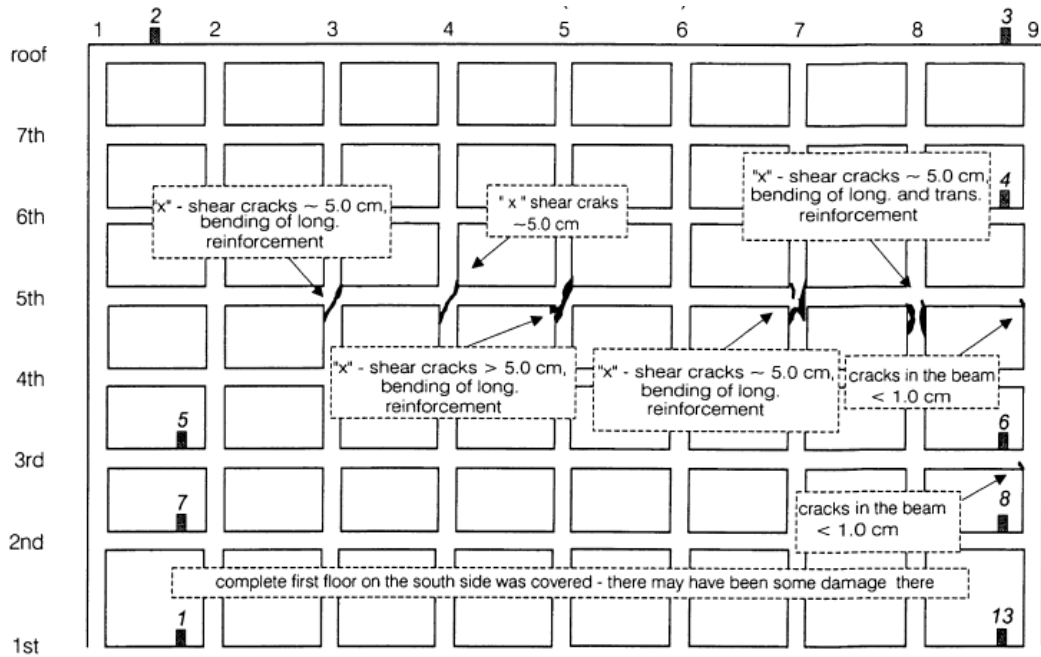 2 3
1 2 3 4 5 6 7 8 9
roof
7th
"x" - shear cracks ~ 5.0 cm,
bending of long.
reinforcement
" x " shear craks
~5.0 cm
"x" - shear cracks ~ 5.0 cm,
bending of long. and trans.
reinforcement
4
6th
5th
"x" - shear cracks > 5.0 cm,
bending of long.
reinforcement
"x" - shear cracks ~ 5.0 cm,
bending of long.
reinforcement
cracks in the beam
< 1.0 cm
4th
5 6
3rd
7 8
cracks in the beam
< 1.0 cm
2nd
complete first floor on the south side was covered - there may have been some damage there
1 13
1st